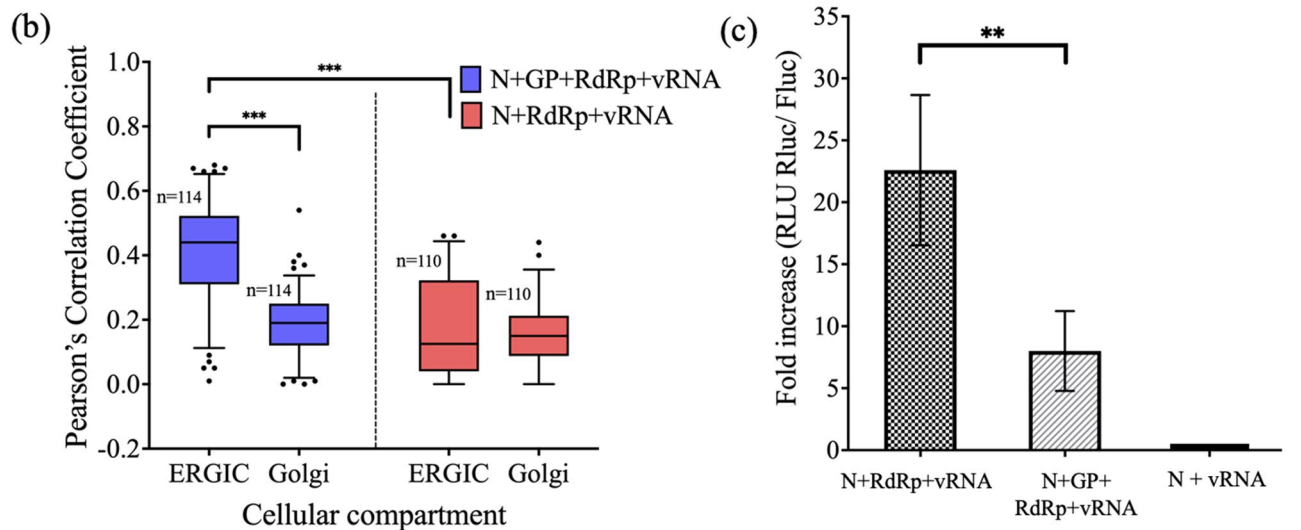 (b)
Pearson's Correlation Coefficient
1.0
0.8
0.6
0.4
0.2
0.0
-0.2
***
***
n=114
n=114
n=110
n=110
N+GP+RdRp+vRNA
N+RdRp+vRNA
ERGIC Golgi ERGIC Golgi
Cellular compartment
(c)
Fold increase (RLU Rluc/ Fluc)
35
30
25
20
15
10
5
0
**
N+RdRp+vRNA
N+GP+
RdRp+vRNA
N + vRNA